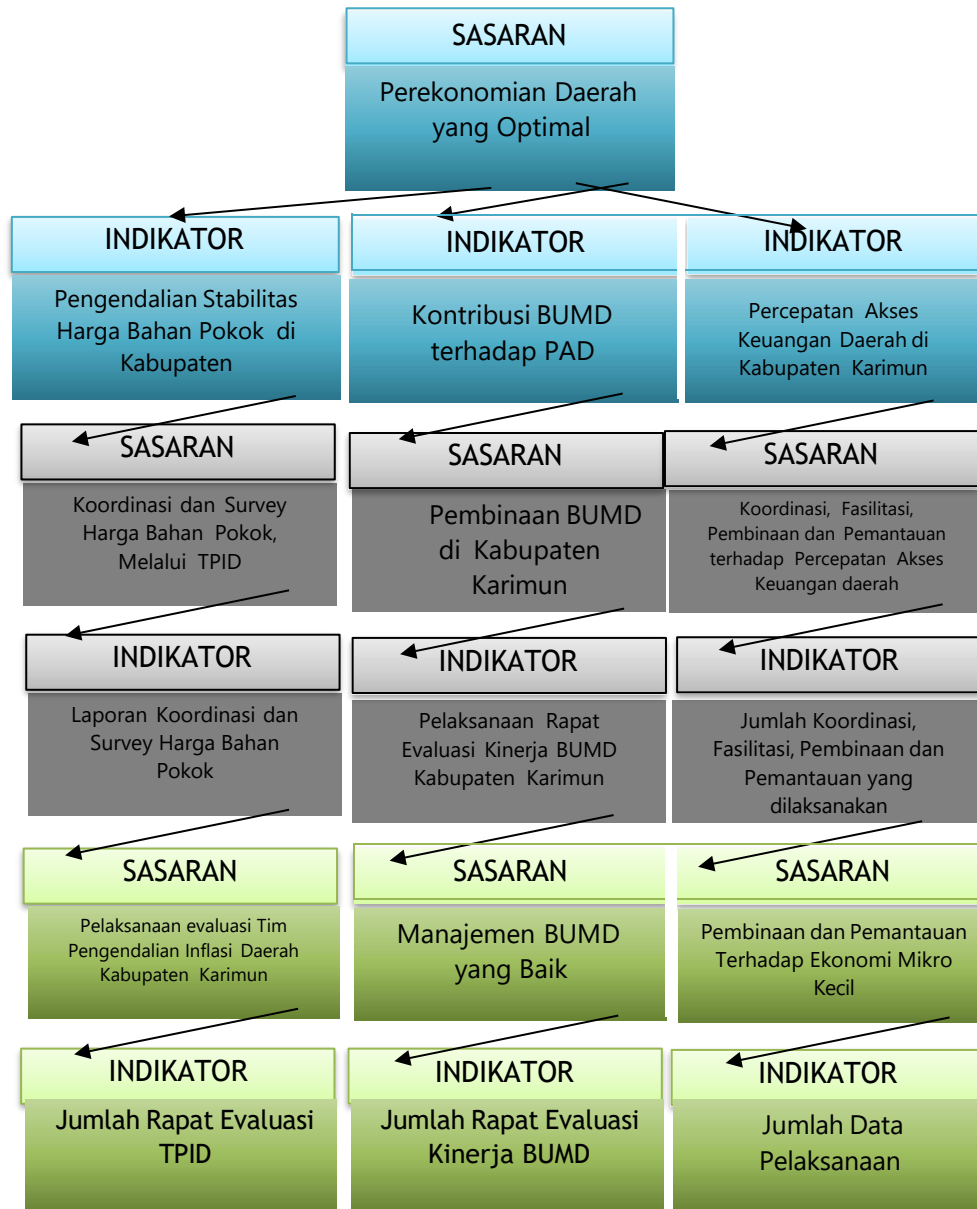 SASARAN
Perekonomian Daerah
yang Optimal
INDIKATOR
Pengendalian Stabilitas
Harga Bahan Pokok di
Kabupaten
INDIKATOR
Kontribusi BUMD
terhadap PAD
INDIKATOR
Percepatan Akses
Keuangan Daerah di
Kabupaten Karimun
SASARAN
Koordinasi dan Survey
Harga Bahan Pokok,
Melalui TPID
SASARAN
Pembinaan BUMD
di Kabupaten
Karimun
SASARAN
Koordinasi, Fasilitasi,
Pembinaan dan Pemantauan
terhadap Percepatan Akses
Keuangan daerah
INDIKATOR
Laporan Koordinasi dan
Survey Harga Bahan
Pokok
INDIKATOR
Pelaksanaan Rapat
Evaluasi Kinerja BUMD
Kabupaten Karimun
INDIKATOR
Jumlah Koordinasi,
Fasilitasi, Pembinaan dan
Pemantauan yang
dilaksanakan
SASARAN
Pelaksanaan evaluasi Tim
Pengendalian Inflasi Daerah
Kabupaten Karimun
SASARAN
Manajemen BUMD
yang Baik
SASARAN
Pembinaan dan Pemantauan
Terhadap Ekonomi Mikro
Kecil
INDIKATOR
Jumlah Rapat Evaluasi
TPID
INDIKATOR
Jumlah Rapat Evaluasi
Kinerja BUMD
INDIKATOR
Jumlah Data
Pelaksanaan